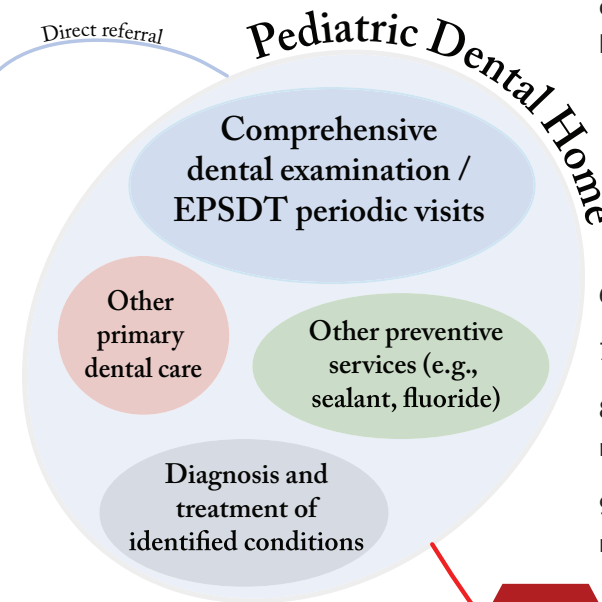 Direct referral
Pediatric Dental Home
Comprehensive
dental examination /
EPSDT periodic visits
Other
primary
dental care
Other preventive
services (e.g.,
sealant, fluoride)
Diagnosis and
treatment of
identified conditions